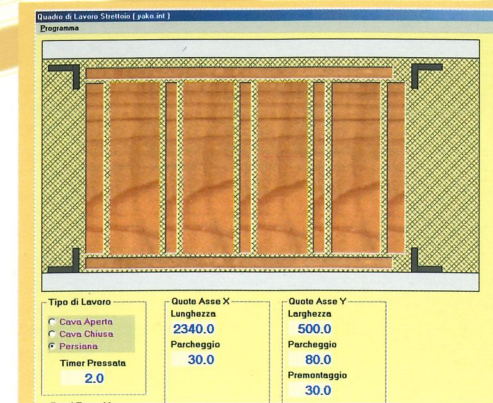 Quadro di Lavoro Strettoio [ yako.int ]
Programma
Tipo di Lavoro
Cava Aperta
Cava Chiusa
Persiana
Timer Pressata
2.0
Quote Asse X
Lunghezza
2340.0
Parcheggio
30.0
Quote Asse Y
Larghezza
500.0
Parcheggio
80.0
Premontaggio
30.0